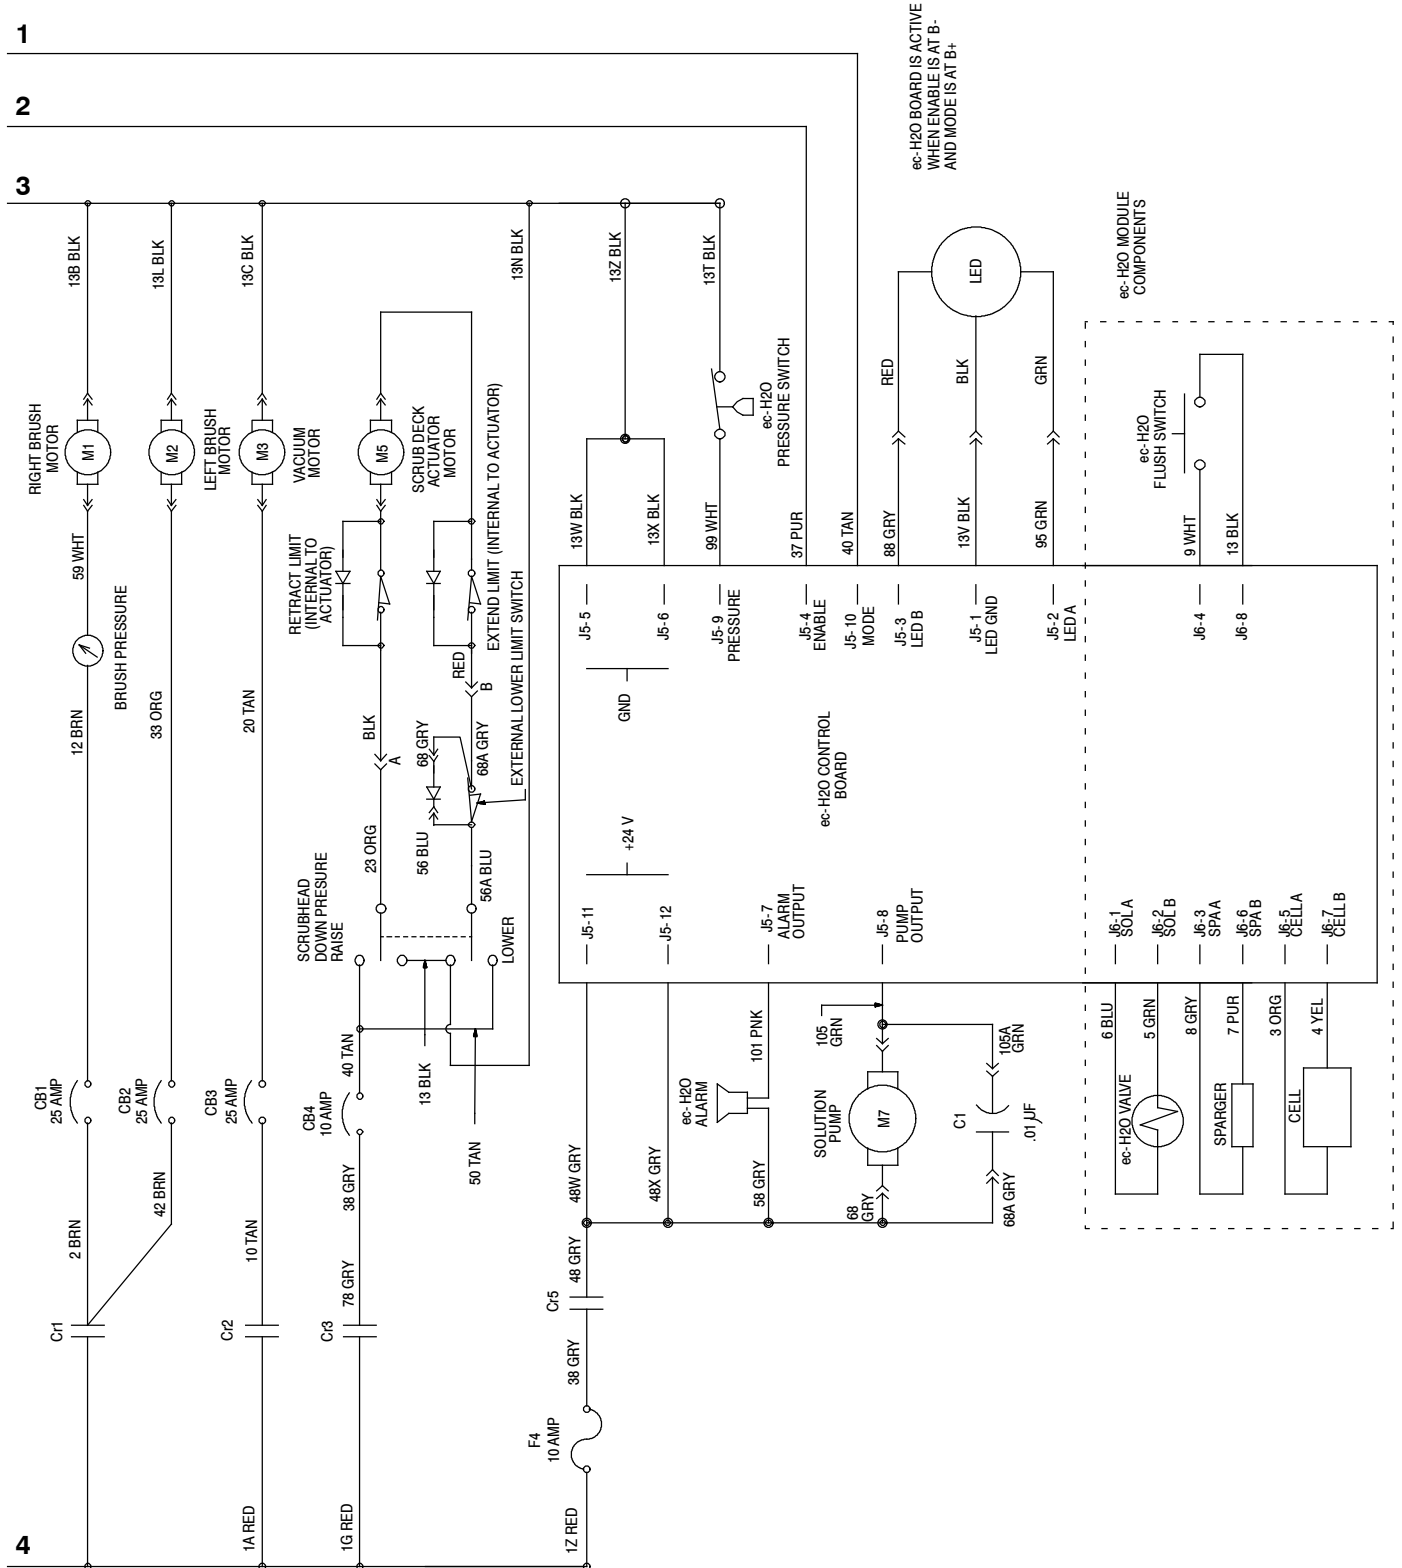 1
2
3
4
ec-H2O BOARD IS ACTIVE
WHEN ENABLE IS AT B-
AND MODE IS AT B+
13B BLK
13L BLK
13C BLK
13N BLK
13Z BLK
13T BLK
RIGHT BRUSH
MOTOR
M1
M2
LEFT BRUSH
MOTOR
M3
VACUUM
MOTOR
M5
SCRUB DECK
ACTUATOR
MOTOR
ec-H2O
PRESSURE SWITCH
LED
RED
BLK
GRN
ec-H2O MODULE
COMPONENTS
ec-H2O
FLUSH SWITCH
59 WHT
BRUSH PRESSURE
12 BRN
33 ORG
20 TAN
RETRACT LIMIT
(INTERNAL TO
ACTUATOR)
EXTEND LIMIT (INTERNAL TO ACTUATOR)
EXTERNAL LOWER LIMIT SWITCH
BLK
A
RED
B
68 GRY
68A GRY
23 ORG
56 BLU
56A BLU
13W BLK
13X BLK
99 WHT
37 PUR
40 TAN
88 GRY
13V BLK
95 GRN
9 WHT
13 BLK
J5-5
J5-6
J5-9
PRESSURE
J5-4
ENABLE
J5-10
MODE
J5-3
LED B
J5-1
LED GND
J5-2
LED A
J6-4
J6-8
GND
ec-H2O CONTROL
BOARD
+24 V
J5-11
J5-12
J5-7
ALARM
OUTPUT
J5-8
PUMP
OUTPUT
J6-1
SOL A
J6-2
SOL B
J6-3
SPA A
J6-6
SPA B
J6-5
CELL A
J6-7
CELL B
SCRUBHEAD
DOWN PRESURE
RAISE
LOWER
CB1
25 AMP
CB2
25 AMP
CB3
25 AMP
CB4
10 AMP
40 TAN
13 BLK
50 TAN
2 BRN
42 BRN
10 TAN
38 GRY
78 GRY
Cr1
Cr2
Cr3
Cr5
48W GRY
48X GRY
48 GRY
38 GRY
101 PNK
ec-H2O
ALARM
58 GRY
105
GRN
105A
GRN
SOLUTION
PUMP
M7
C1
.01 µF
68
GRY
68A GRY
6 BLU
5 GRN
8 GRY
7 PUR
3 ORG
4 YEL
ec-H2O VALVE
SPARGER
CELL
F4
10 AMP
1A RED
1G RED
1Z RED